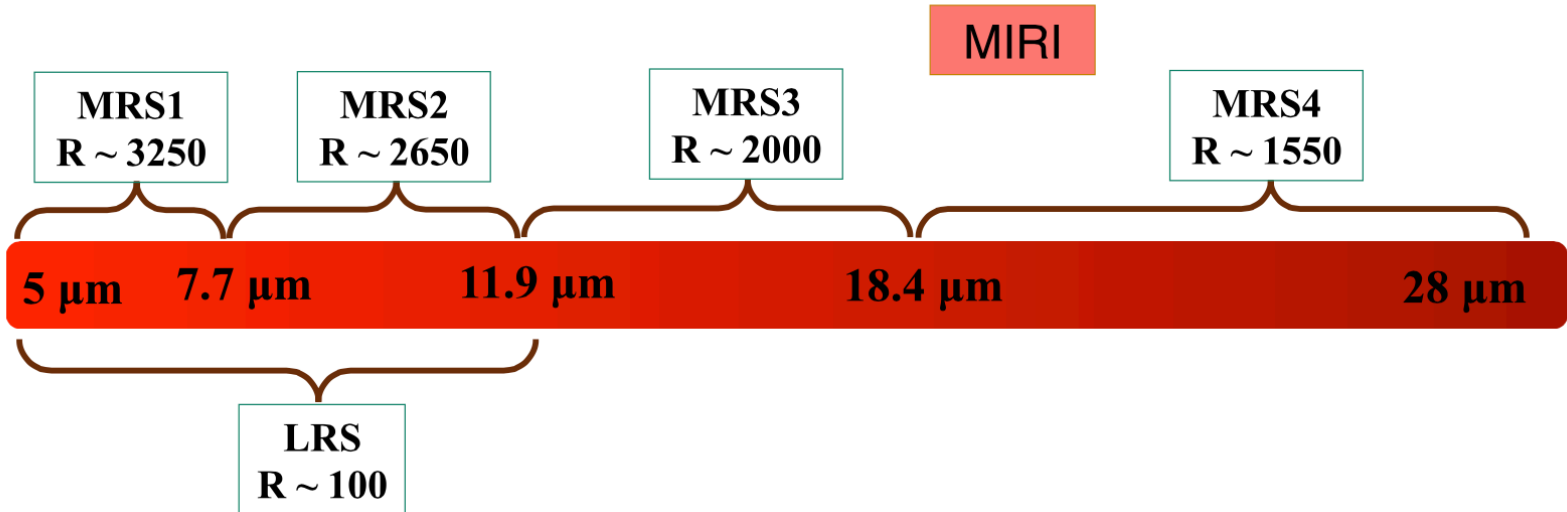 MIRI
MRS1
R ~ 3250
MRS2
R ~ 2650
MRS3
R ~ 2000
MRS4
R ~ 1550
5 μm 7.7 μm 11.9 μm 18.4 μm 28 μm
LRS
R ~ 100